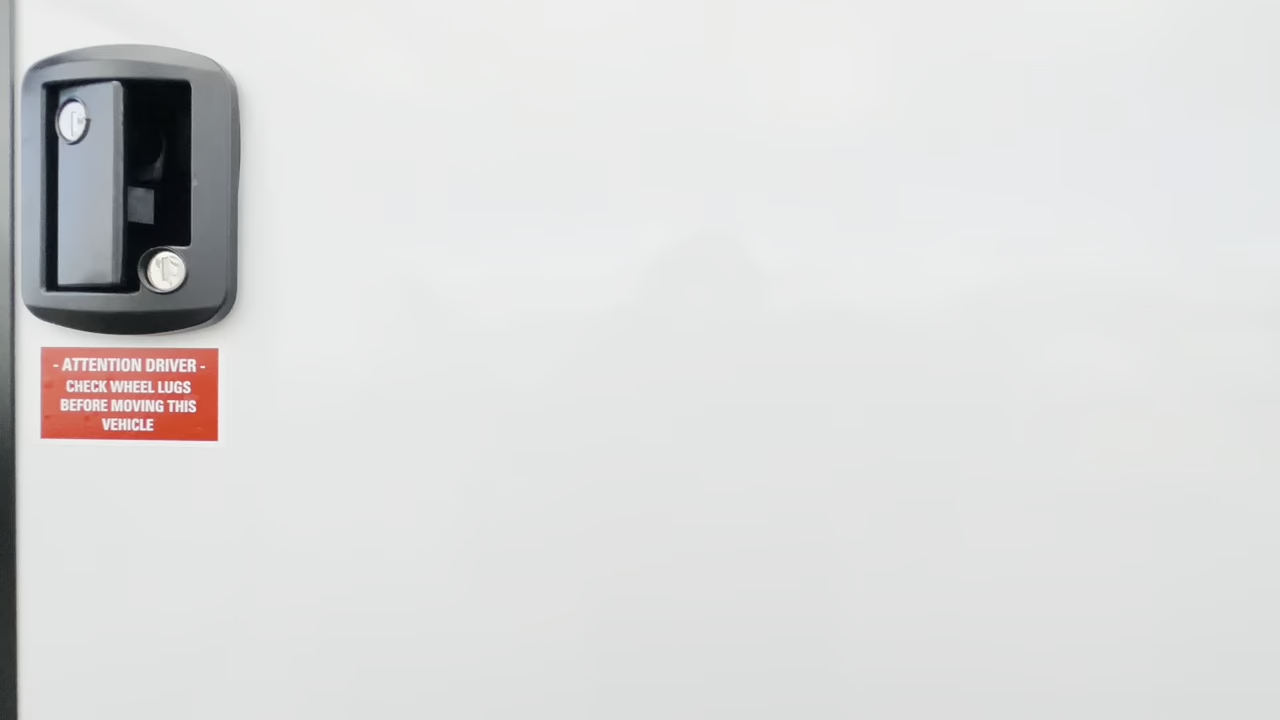 - ATTENTION DRIVER -
CHECK WHEEL LUGS
BEFORE MOVING THIS
VEHICLE